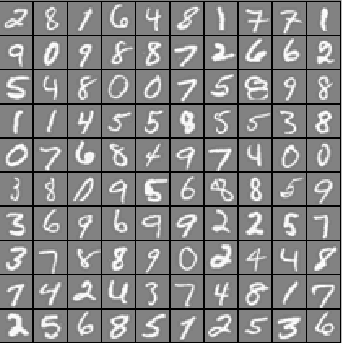 2 8 1 6 4 8 1 7 7 1
9 0 9 8 8 7 2 6 6 2
5 4 8 0 0 7 5 8 9 8
1 1 4 5 5 8 5 5 3 8
0 7 6 8 4 9 7 4 0 0
3 8 1 9 5 6 8 8 5 9
3 6 9 6 9 9 2 2 5 7
3 7 8 8 9 0 2 4 4 8
7 4 2 4 3 7 4 8 1 7
2 5 6 8 5 1 2 5 3 6